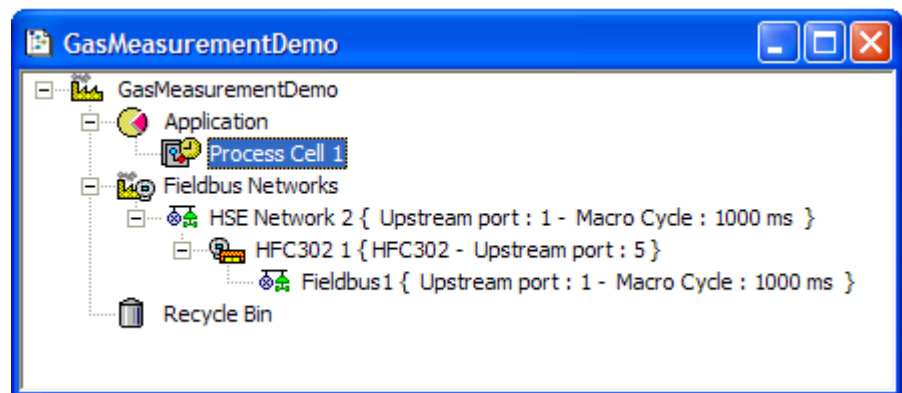 GasMeasurementDemo
GasMeasurementDemo
Application
Process Cell 1
Fieldbus Networks
HSE Network 2 { Upstream port : 1 - Macro Cycle : 1000 ms }
HFC302 1 {HFC302 - Upstream port : 5}
Fieldbus1 { Upstream port : 1 - Macro Cycle : 1000 ms }
Recycle Bin